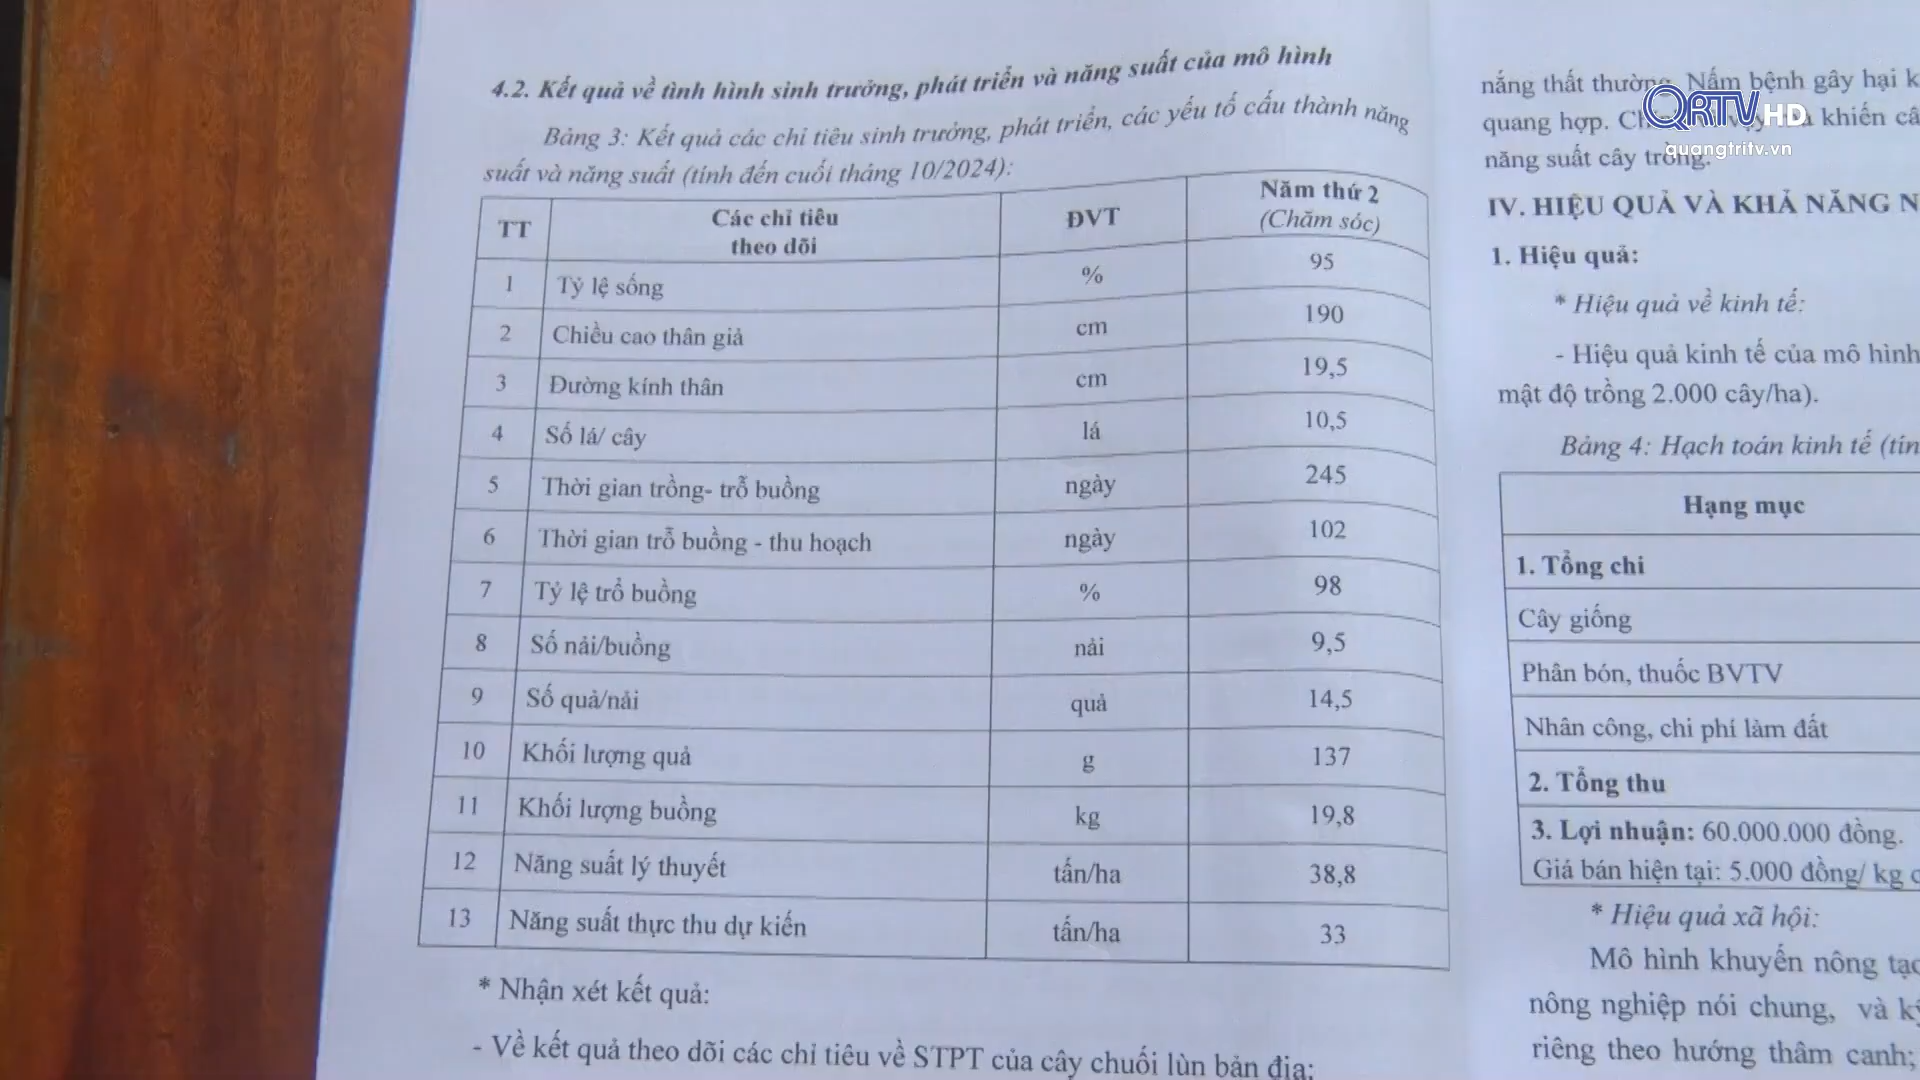 4.2. Kết quả về tình hình sinh trưởng, phát triển và năng suất của mô hình
Bảng 3: Kết quả các chỉ tiêu sinh trưởng, phát triển, các yếu tố cấu thành năng
suất và năng suất (tính đến cuối tháng 10/2024):
TT Các chỉ tiêu theo dõi ĐVT Năm thứ 2 (Chăm sóc)
1 Tỷ lệ sống % 95
2 Chiều cao thân giả cm 190
3 Đường kính thân cm 19,5
4 Số lá/ cây lá 10,5
5 Thời gian trồng- trỗ buồng ngày 245
6 Thời gian trỗ buồng - thu hoạch ngày 102
7 Tỷ lệ trổ buồng % 98
8 Số nải/buồng nải 9,5
9 Số quả/nải quả 14,5
10 Khối lượng quả g 137
11 Khối lượng buồng kg 19,8
12 Năng suất lý thuyết tấn/ha 38,8
13 Năng suất thực thu dự kiến tấn/ha 33
* Nhận xét kết quả:
- Về kết quả theo dõi các chỉ tiêu về STPT của cây chuối lùn bản địa:
nắng thất thường. Nấm bệnh gây hại
quang hợp. khiến
năng suất cây trồng.
IV. HIỆU QUẢ VÀ KHẢ NĂNG
1. Hiệu quả:
* Hiệu quả về kinh tế:
- Hiệu quả kinh tế của mô hình
mật độ trồng 2.000 cây/ha).
Bảng 4: Hạch toán kinh tế
Hạng mục
1. Tổng chi
Cây giống
Phân bón, thuốc BVTV
Nhân công, chi phí làm đất
2. Tổng thu
3. Lợi nhuận: 60.000.000 đồng.
Giá bán hiện tại: 5.000 đồng/ kg
* Hiệu quả xã hội:
Mô hình khuyến nông
nông nghiệp nói chung, và
riêng theo hướng thâm canh;
QRTV HD
quangtritv.vn